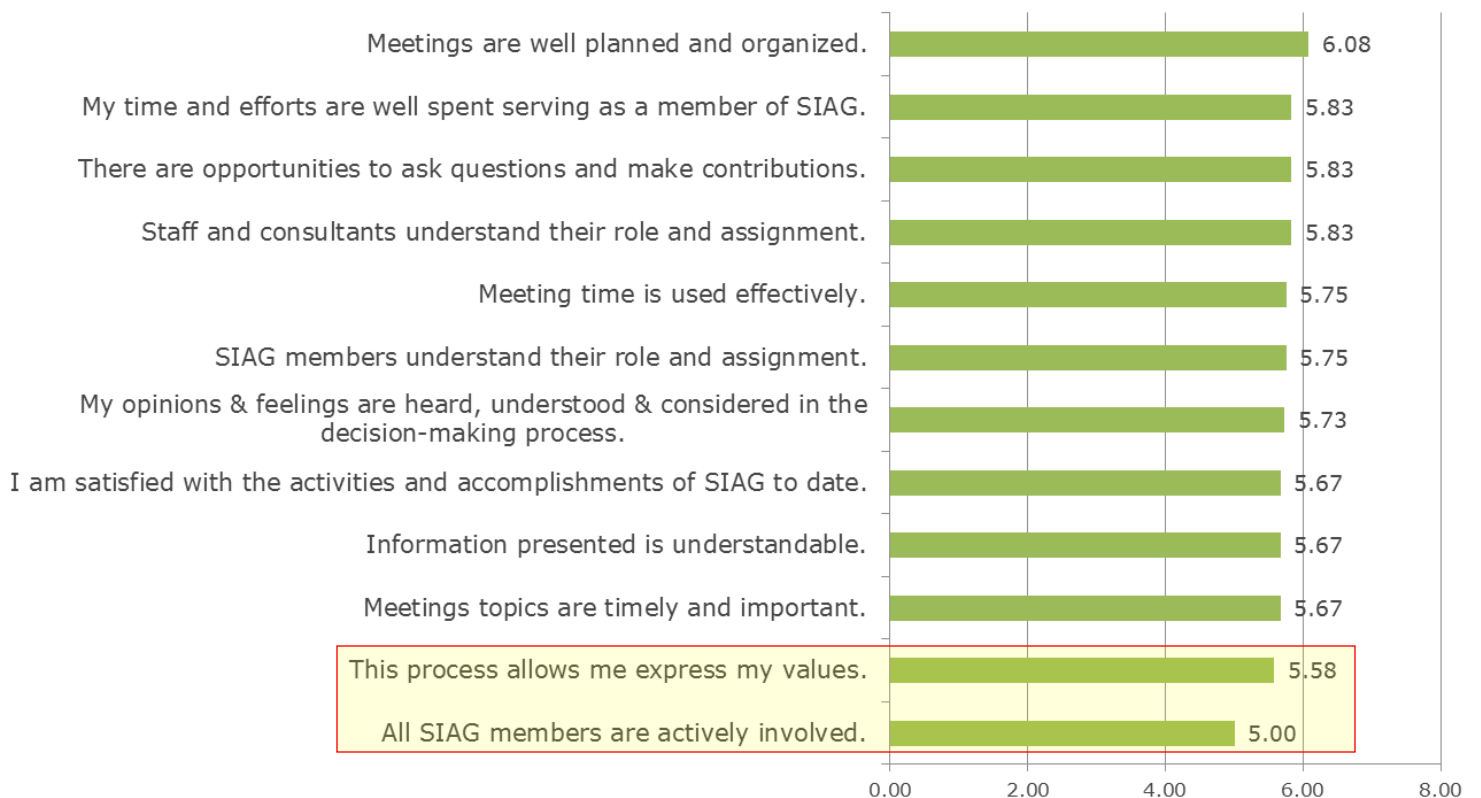 Meetings are well planned and organized. 6.08
My time and efforts are well spent serving as a member of SIAG. 5.83
There are opportunities to ask questions and make contributions. 5.83
Staff and consultants understand their role and assignment. 5.83
Meeting time is used effectively. 5.75
SIAG members understand their role and assignment. 5.75
My opinions & feelings are heard, understood & considered in the
decision-making process. 5.73
I am satisfied with the activities and accomplishments of SIAG to date. 5.67
Information presented is understandable. 5.67
Meetings topics are timely and important. 5.67
This process allows me express my values. 5.58
All SIAG members are actively involved. 5.00
0.00 2.00 4.00 6.00 8.00